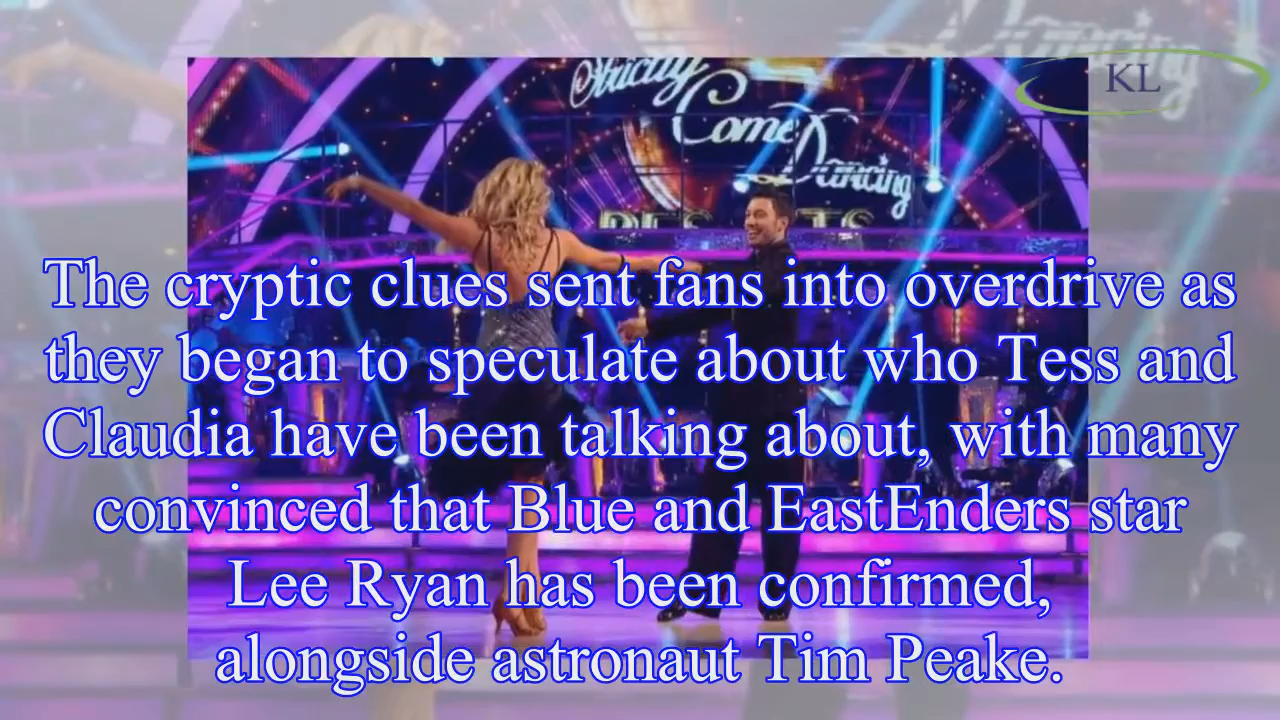 Strictly
Come
Dancing
KL
The cryptic clues sent fans into overdrive as
they began to speculate about who Tess and
Claudia have been talking about, with many
convinced that Blue and EastEnders star
Lee Ryan has been confirmed,
alongside astronaut Tim Peake.